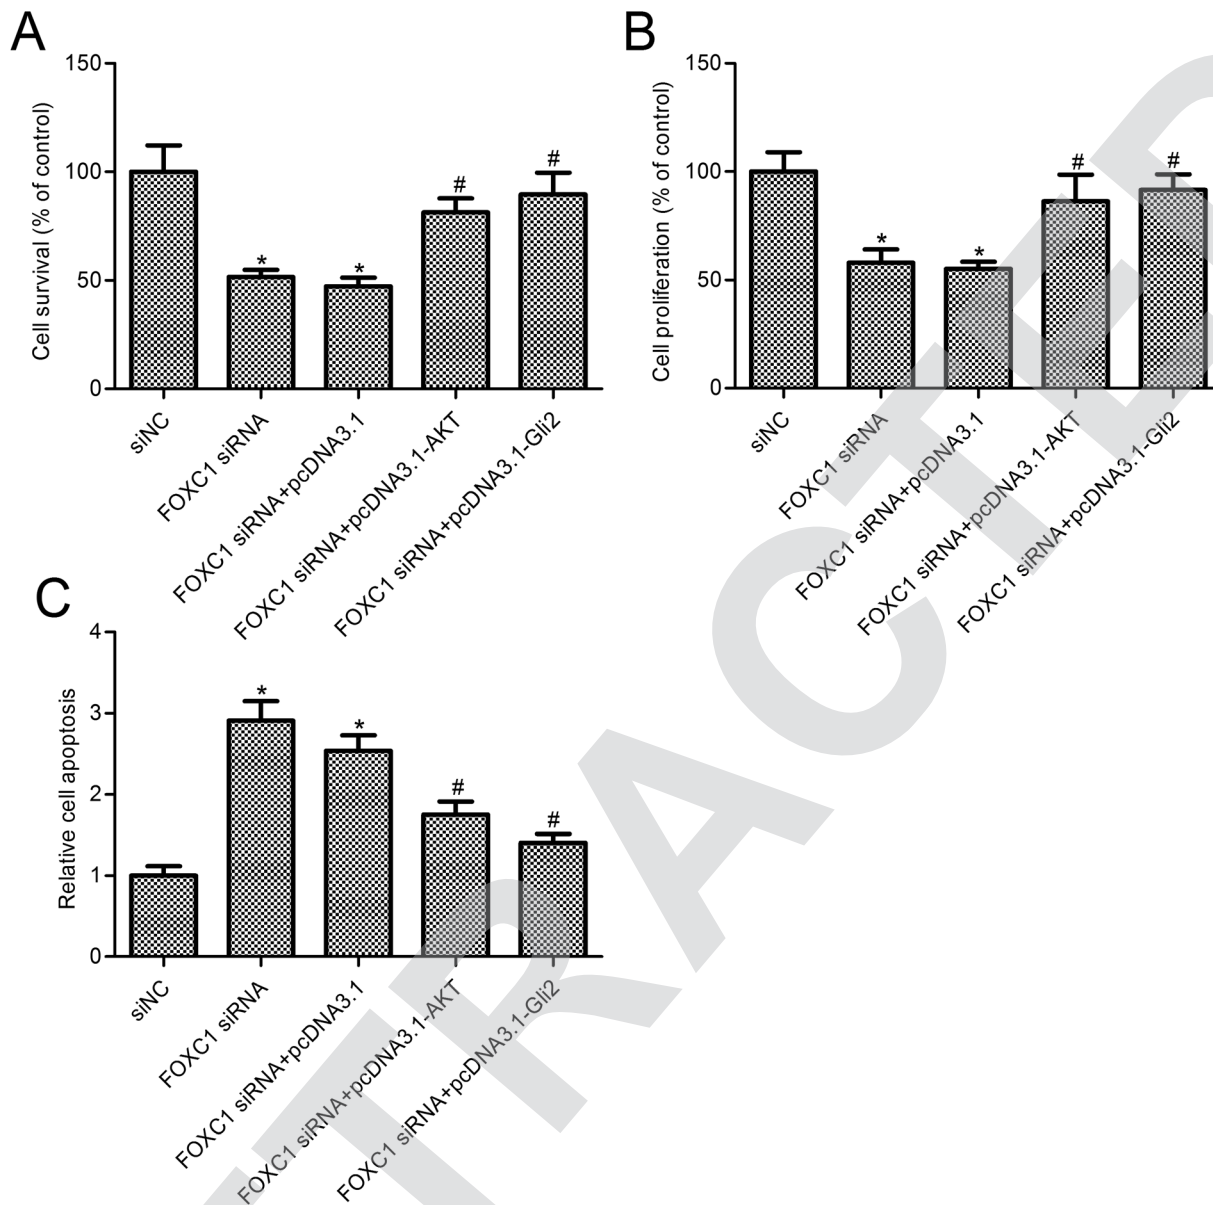 A
Cell survival (% of control)
150
100
50
0
*
*
#
#
siNC
FOXC1 siRNA
FOXC1 siRNA+pcDNA3.1
FOXC1 siRNA+pcDNA3.1-AKT
FOXC1 siRNA+pcDNA3.1-Gli2
B
Cell proliferation (% of control)
150
100
50
0
*
*
#
#
siNC
FOXC1 siRNA
FOXC1 siRNA+pcDNA3.1
FOXC1 siRNA+pcDNA3.1-AKT
FOXC1 siRNA+pcDNA3.1-Gli2
C
Relative cell apoptosis
4
3
2
1
0
*
*
#
#
siNC
FOXC1 siRNA
FOXC1 siRNA+pcDNA3.1
FOXC1 siRNA+pcDNA3.1-AKT
FOXC1 siRNA+pcDNA3.1-Gli2
TRACTE